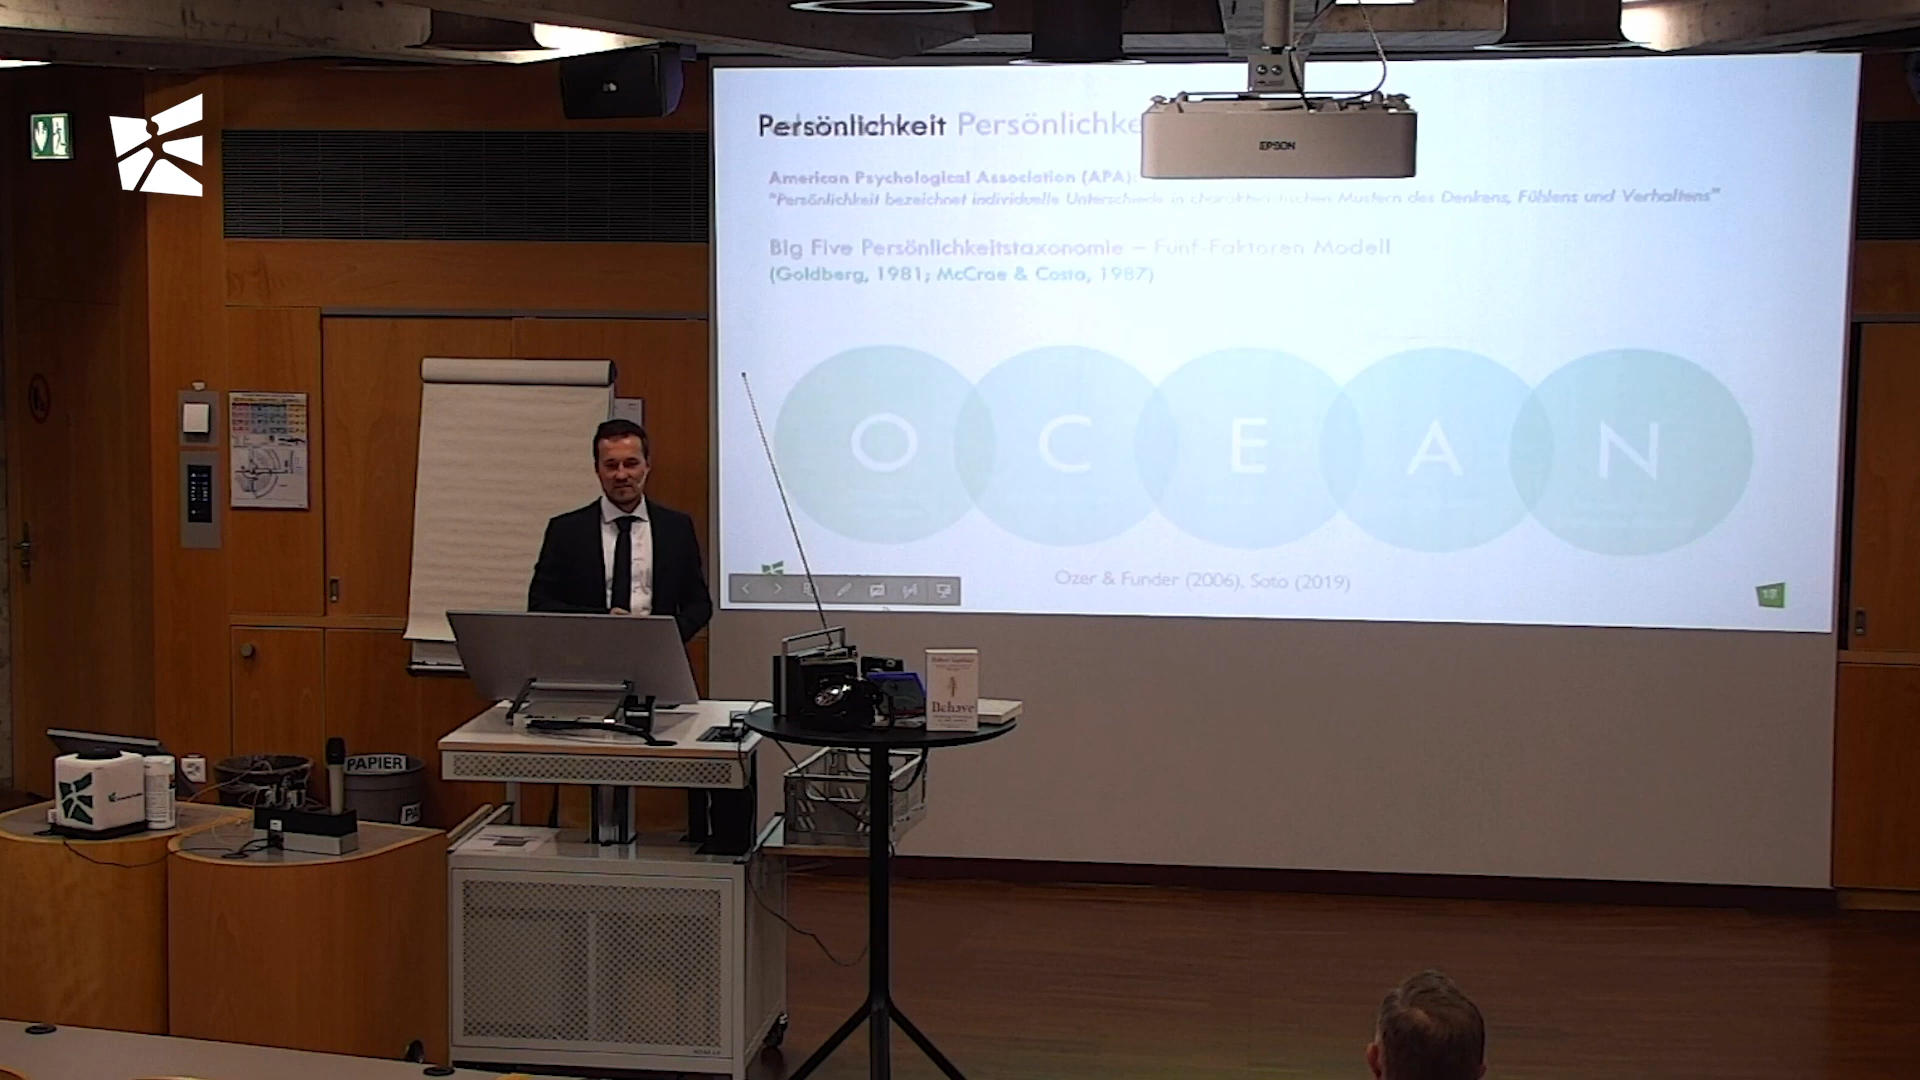 Persönlichkeit Persönlichke
EPSON
American Psychological Association (APA):
"Persönlichkeit bezeichnet individuelle Unterschiede in charakteristischen Mustern des Denkens, Fühlens und Verhaltens"
Big Five Persönlichkeitstaxonomie – Fünf-Faktoren Modell
(Goldberg, 1981; McCrae & Costa, 1987)
O C E A N
Ozer & Funder (2006), Soto (2019)
Behave
PAPIER
PA